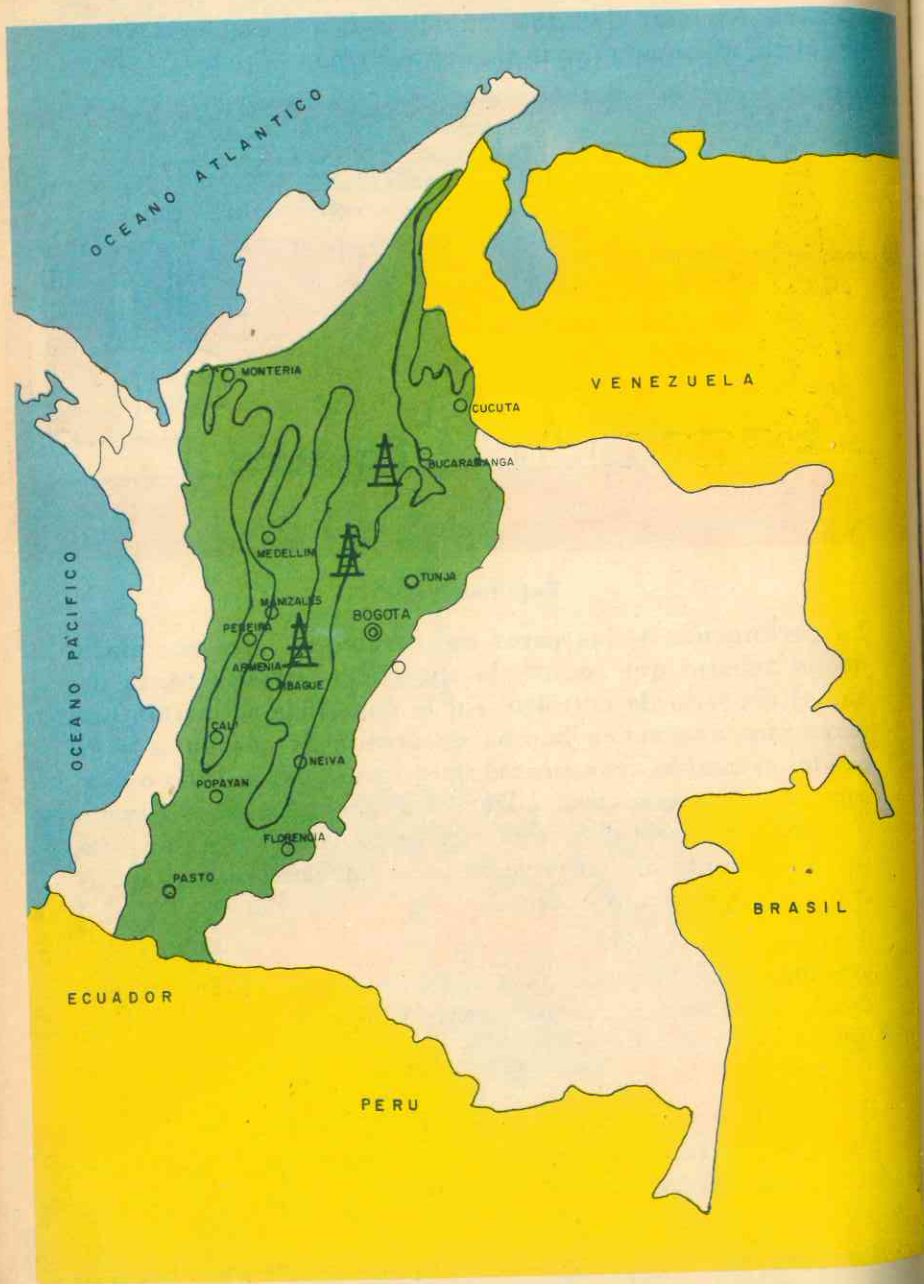 OCEANO ATLANTICO
MONTERIA
VENEZUELA
CUCUTA
BUCARAMANGA
MEDELLIN
OCEANO PACIFICO
TUNJA
MANIZALES
BOGOTA
PEREIRA
ARMENIA
IBAGUE
CALI
NEIVA
POPAYAN
FLORENCIA
PASTO
BRASIL
ECUADOR
PERU